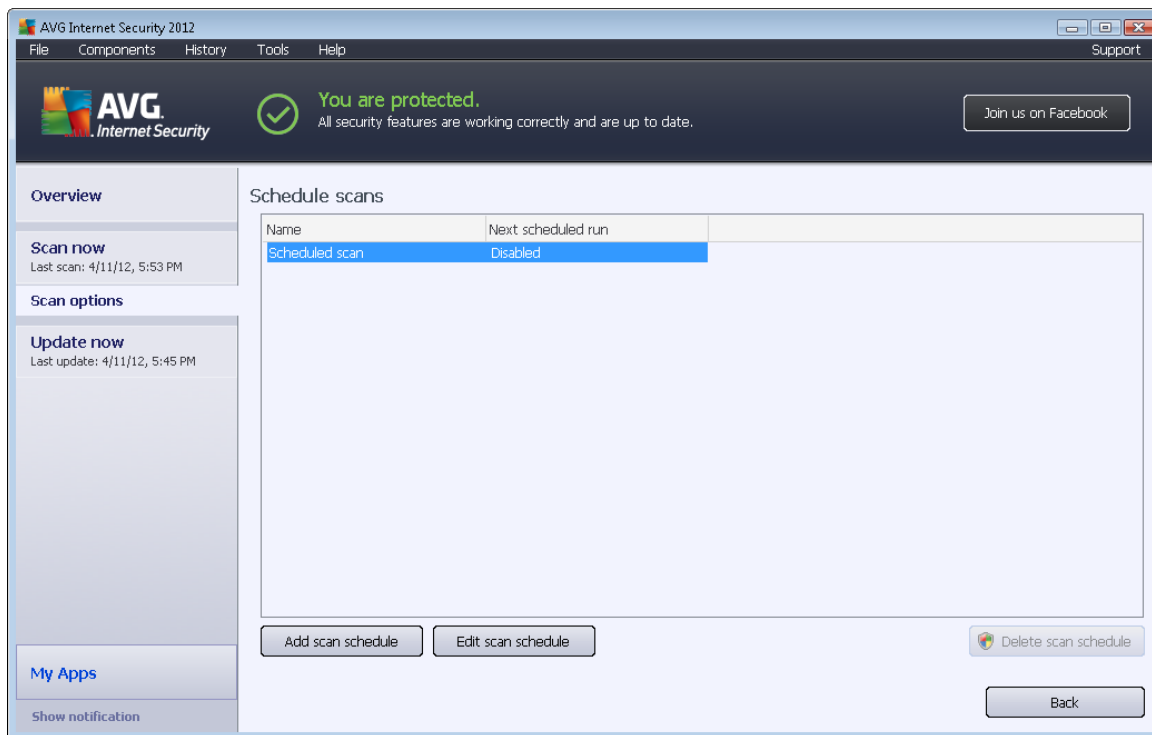 AVG Internet Security 2012
File Components History Tools Help Support
AVG.
Internet Security
You are protected.
All security features are working correctly and are up to date.
Join us on Facebook
Overview
Scan now
Last scan: 4/11/12, 5:53 PM
Scan options
Update now
Last update: 4/11/12, 5:45 PM
My Apps
Show notification
Schedule scans
Name Next scheduled run
Scheduled scan Disabled
Add scan schedule Edit scan schedule Delete scan schedule
Back